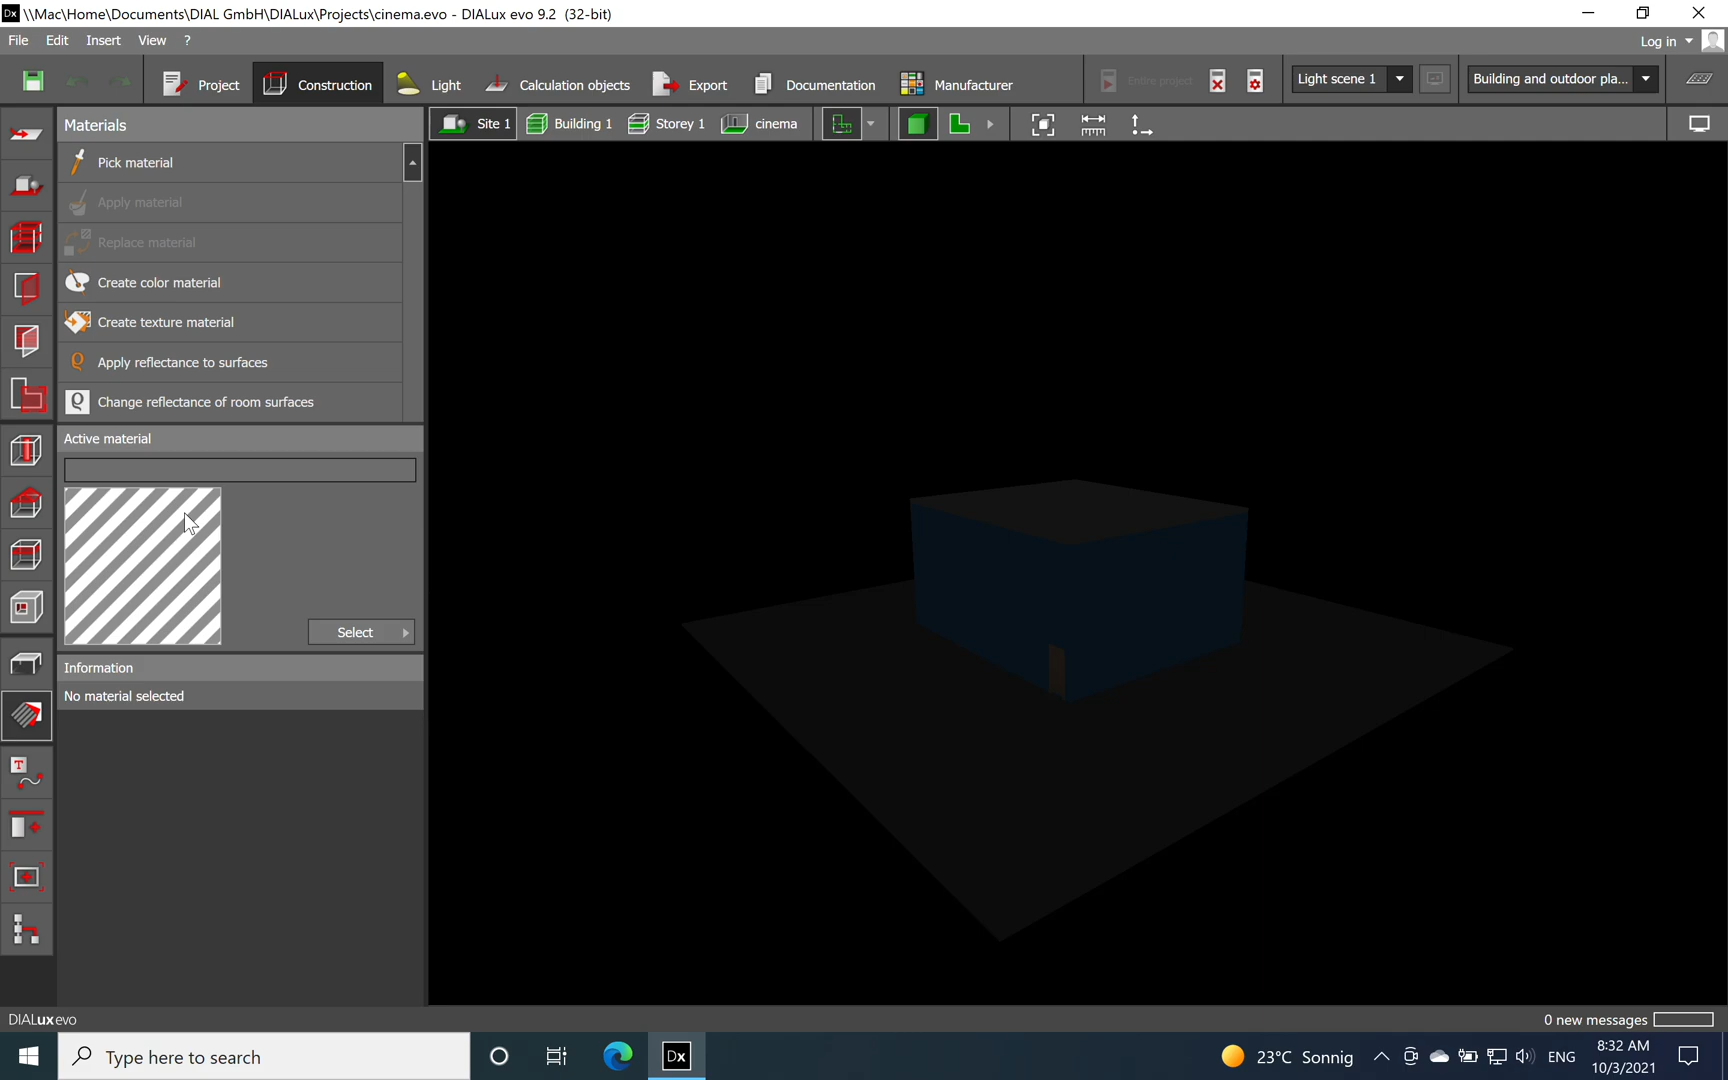 \\Mac\Home\Documents\DIAL GmbH\DIALux\Projects\cinema.evo - DIALux evo 9.2 (32-bit)
File Edit Insert View ?
Log in
Project Construction Light Calculation objects Export Documentation Manufacturer Entire project Light scene 1 Building and outdoor pla...
Materials
Site 1 Building 1 Storey 1 cinema
Pick material
Apply material
Replace material
Create color material
Create texture material
Apply reflectance to surfaces
Change reflectance of room surfaces
Active material
Select
Information
No material selected
DIALux evo
0 new messages
Type here to search
Dx
23°C Sonnig
ENG
8:32 AM
10/3/2021